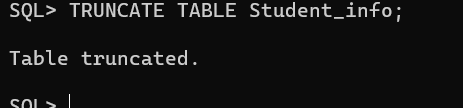 SQL> TRUNCATE TABLE Student_info;
Table truncated.
SQL>